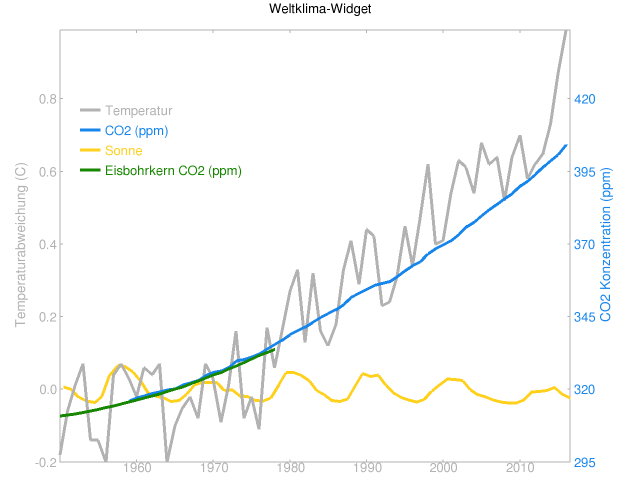 Weltklima-Widget
Temperatur
CO2 (ppm)
Sonne
Eisbohrkern CO2 (ppm)
Temperaturabweichung (C)
CO2 Konzentration (ppm)
0.8
0.6
0.4
0.2
0.0
-0.2
420
395
370
345
320
295
1960
1970
1980
1990
2000
2010